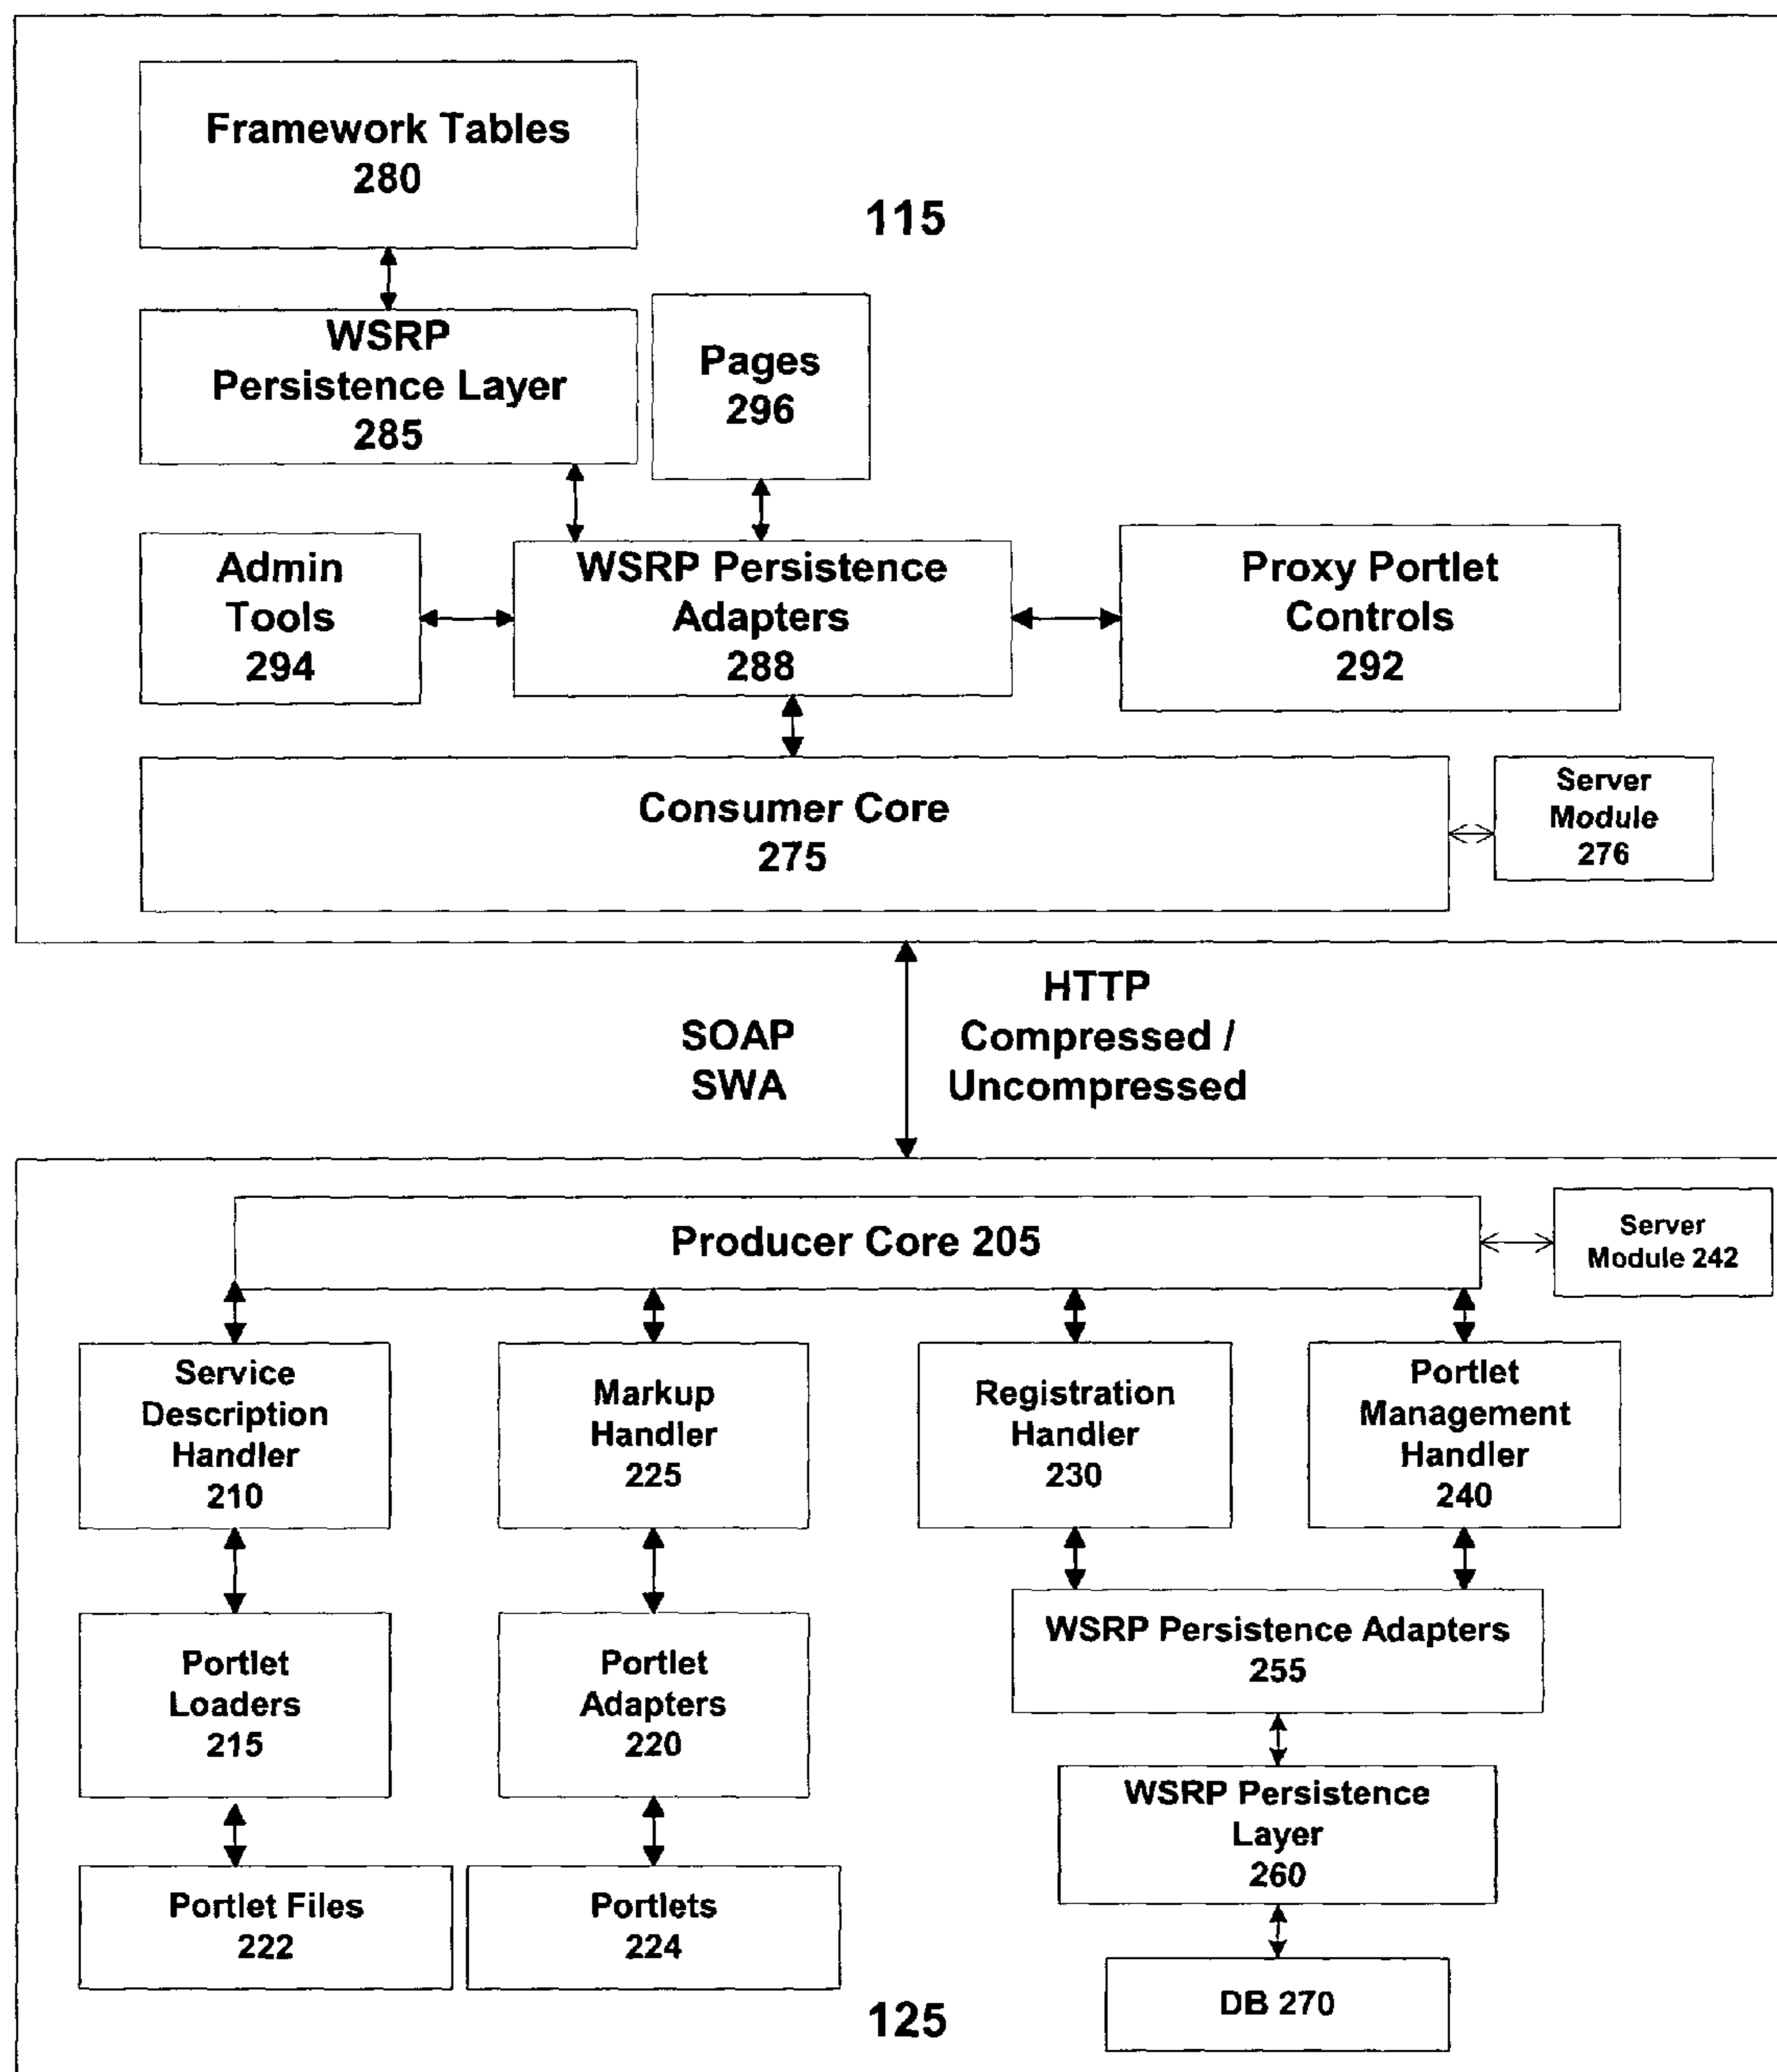 Framework Tables
280
115
WSRP
Persistence Layer
285
Pages
296
Admin
Tools
294
WSRP Persistence
Adapters
288
Proxy Portlet
Controls
292
Consumer Core
275
Server
Module
276
SOAP
SWA
HTTP
Compressed /
Uncompressed
Producer Core 205
Server
Module 242
Service
Description
Handler
210
Markup
Handler
225
Registration
Handler
230
Portlet
Management
Handler
240
Portlet
Loaders
215
Portlet
Adapters
220
WSRP Persistence Adapters
255
WSRP Persistence
Layer
260
Portlet Files
222
Portlets
224
DB 270
125